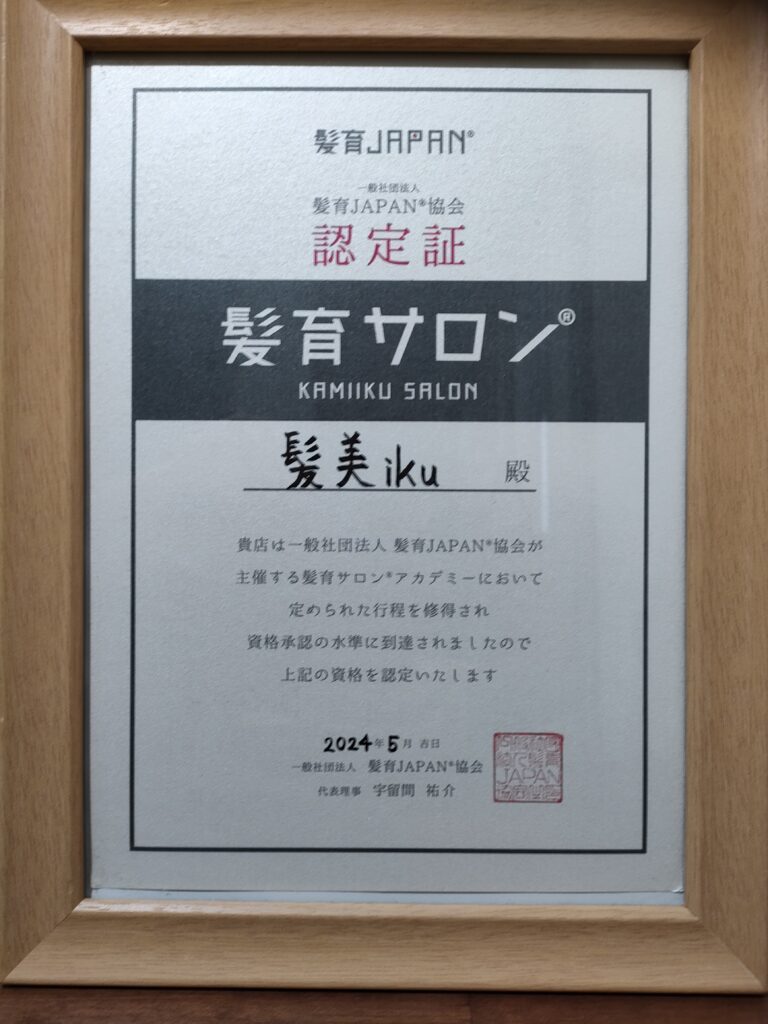 髪育JAPAN®
一般社団法人
髪育JAPAN®協会
認定証
髪育サロン®
KAMIIKU SALON
髪美iku 殿
貴店は一般社団法人 髪育JAPAN®協会が
主催する髪育サロン®アカデミーにおいて
定められた行程を修得され
資格承認の水準に到達されましたので
上記の資格を認定いたします
2024年5月 吉日
一般社団法人 髪育JAPAN®協会
代表理事 宇留間 祐介
JAPAN